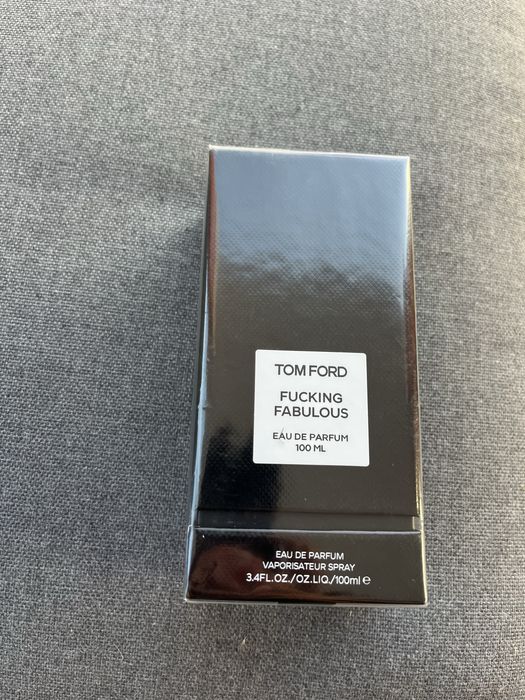 TOM FORD
FUCKING
FABULOUS
EAU DE PARFUM
100 ML
EAU DE PARFUM
VAPORISATEUR SPRAY
3.4FL.OZ./OZ.LIQ./100ml ℮